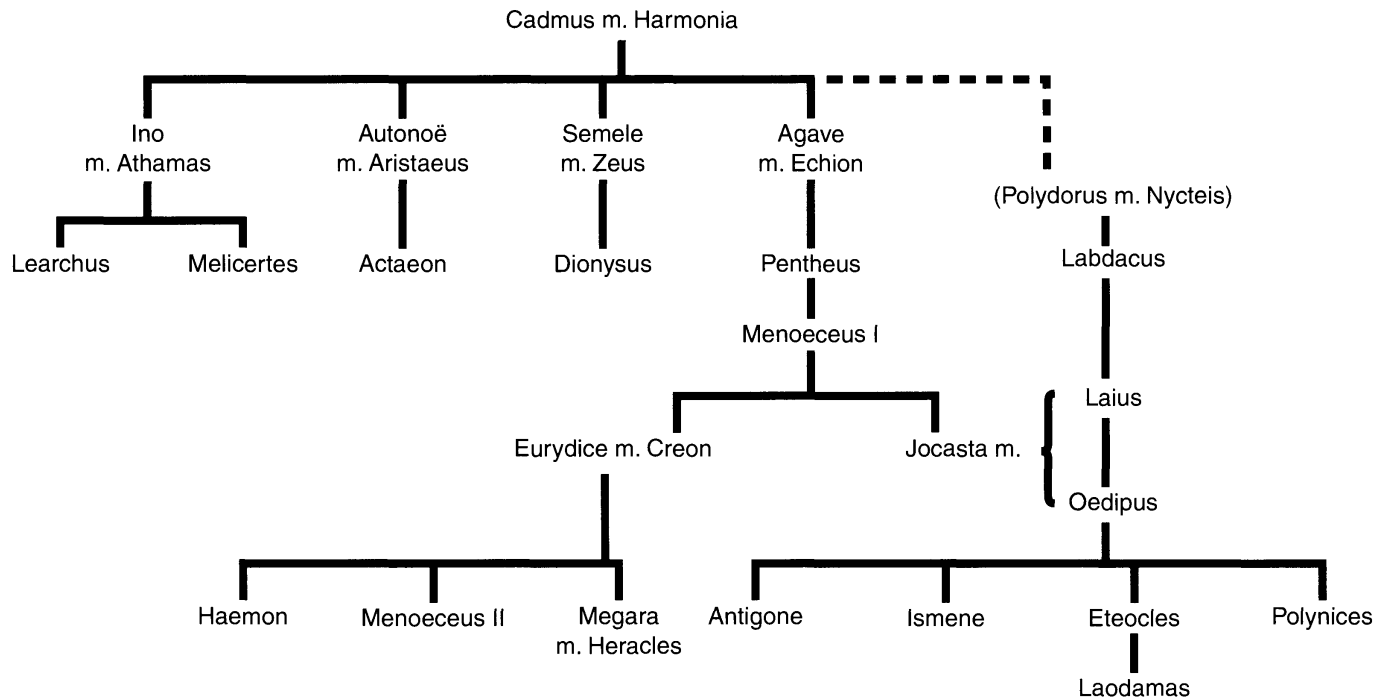 Cadmus m. Harmonia
Ino
m. Athamas
Autonoë
m. Aristaeus
Semele
m. Zeus
Agave
m. Echion
(Polydorus m. Nycteis)
Learchus
Melicertes
Actaeon
Dionysus
Pentheus
Labdacus
Menoeceus I
Laius
Eurydice m. Creon
Jocasta m.
Oedipus
Haemon
Menoeceus II
Megara
m. Heracles
Antigone
Ismene
Eteocles
Polynices
Laodamas